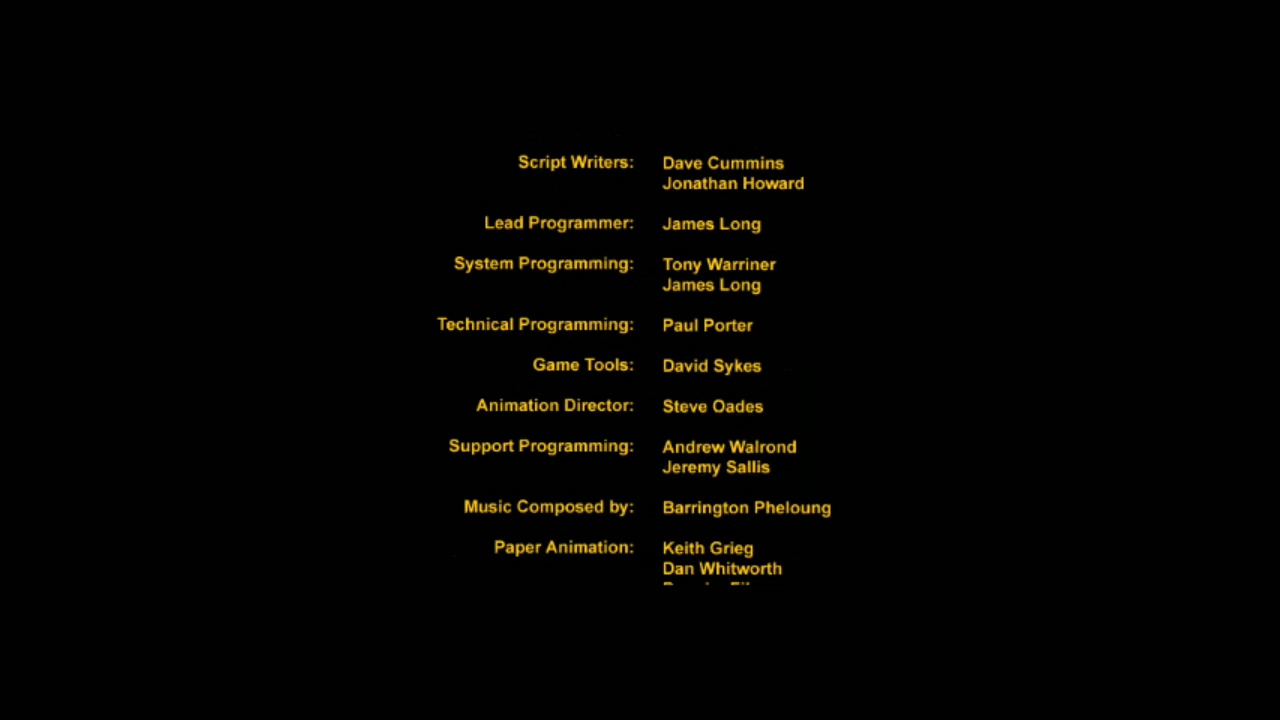 Script Writers: Dave Cummins
Jonathan Howard
Lead Programmer: James Long
System Programming: Tony Warriner
James Long
Technical Programming: Paul Porter
Game Tools: David Sykes
Animation Director: Steve Oades
Support Programming: Andrew Walrond
Jeremy Sallis
Music Composed by: Barrington Pheloung
Paper Animation: Keith Grieg
Dan Whitworth